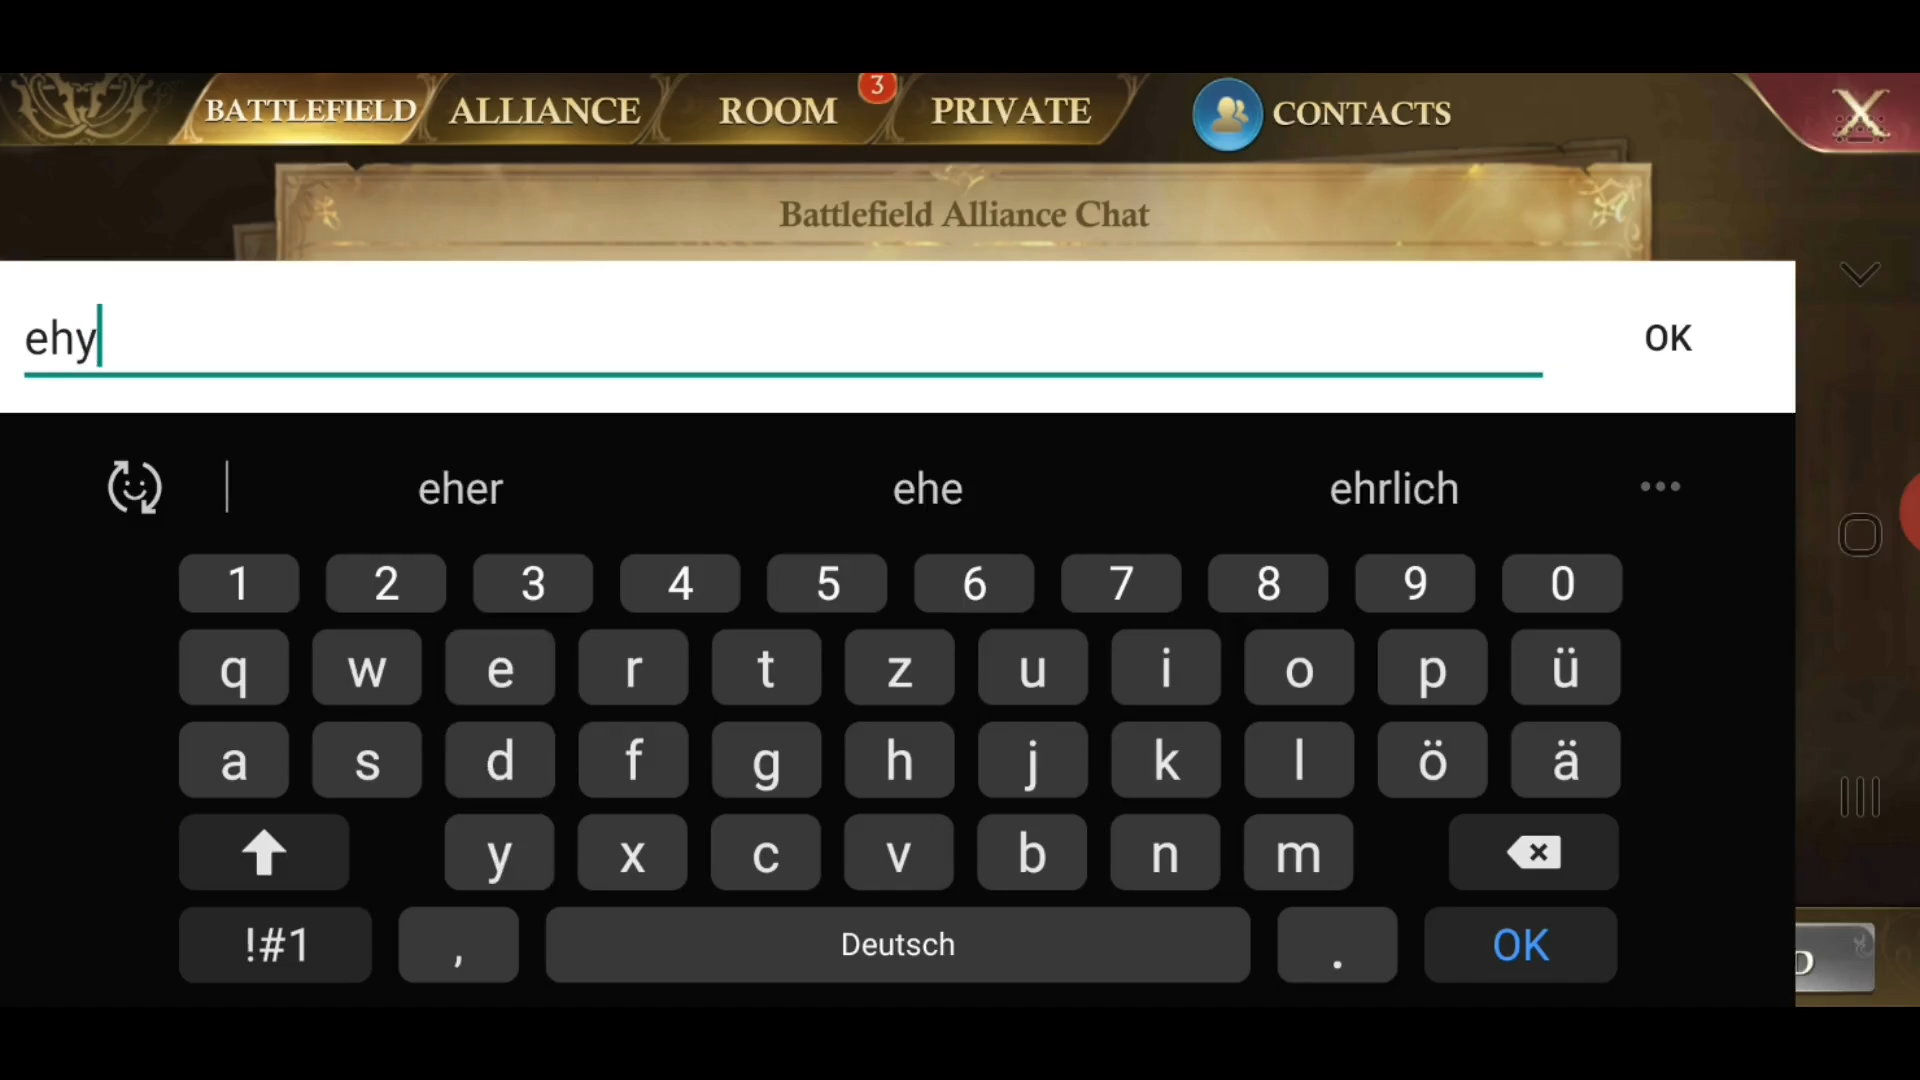 BATTLEFIELD ALLIANCE ROOM 3 PRIVATE CONTACTS
Battlefield Alliance Chat
ehy OK
eher ehe ehrlich
1 2 3 4 5 6 7 8 9 0
q w e r t z u i o p ü
a s d f g h j k l ö ä
y x c v b n m
!#1 , Deutsch . OK
D